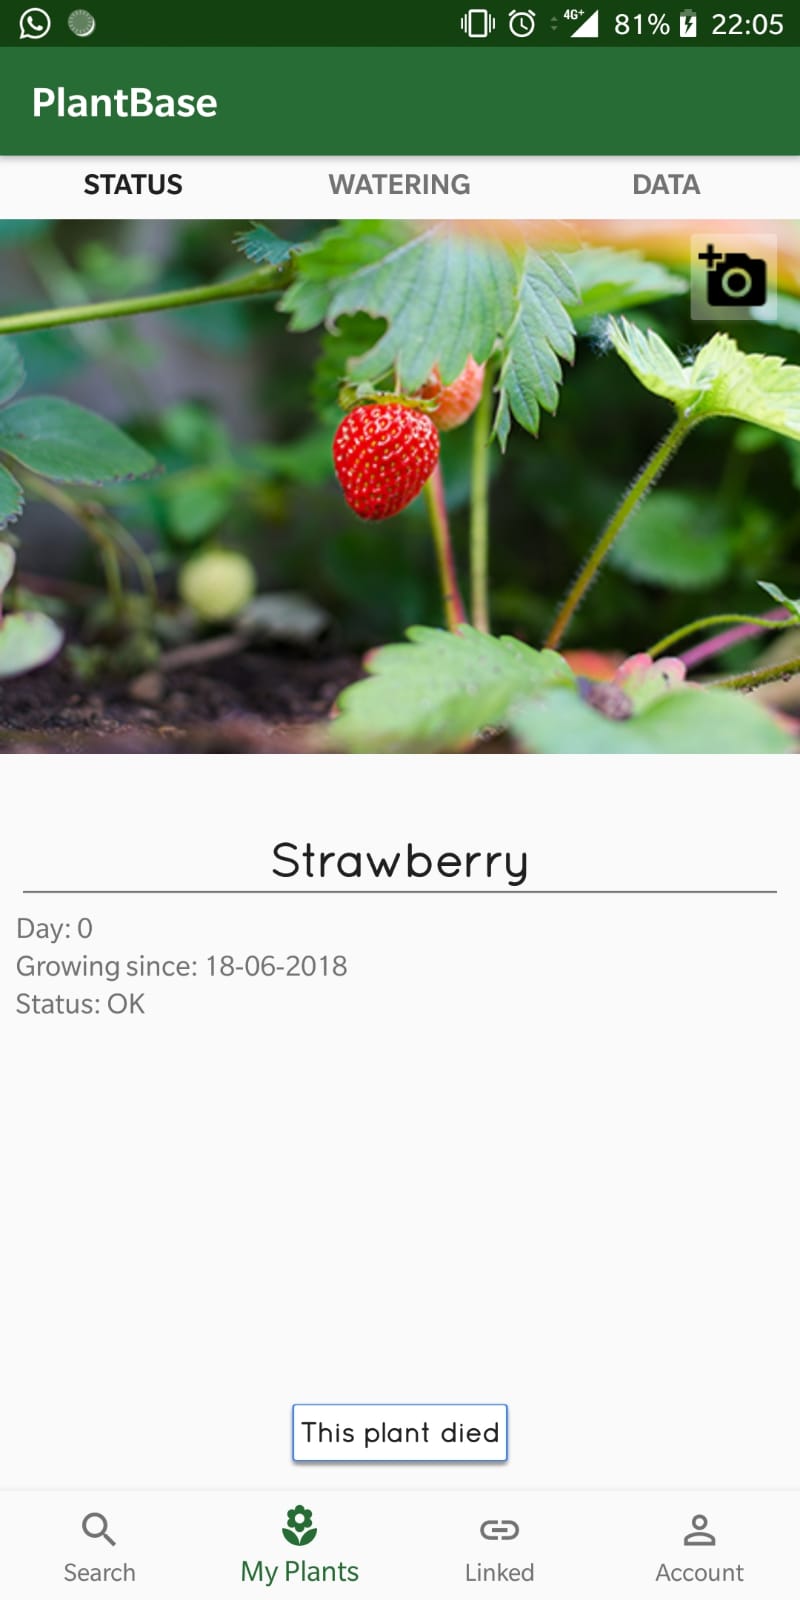 4G+ 81% 22:05
PlantBase
STATUS WATERING DATA
Strawberry
Day: 0
Growing since: 18-06-2018
Status: OK
This plant died
Search My Plants Linked Account